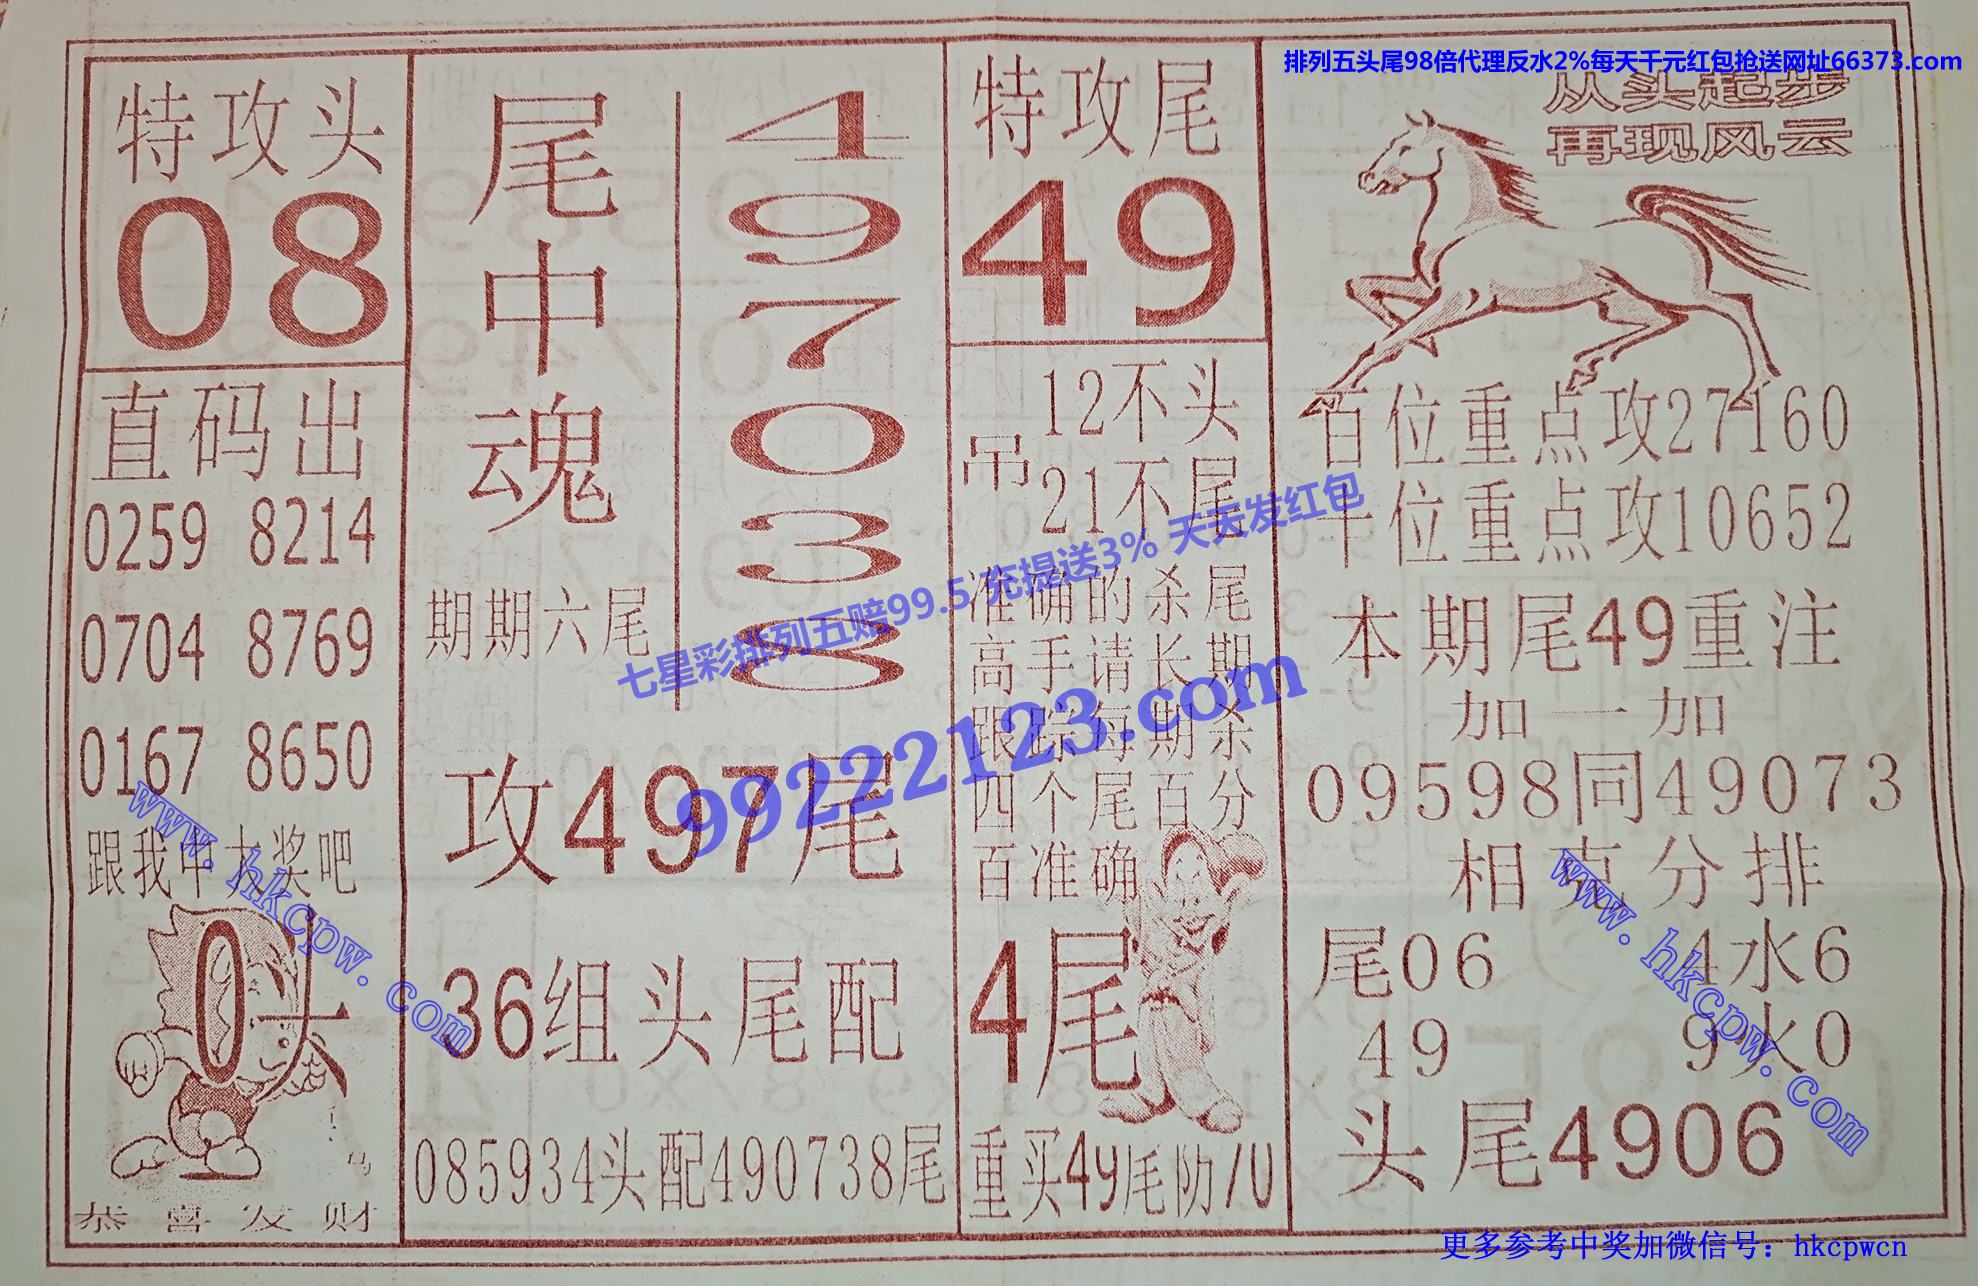 排列五头尾98倍代理反水2%每天千元红包抢送网址66373.com
特攻头
08
直码出
0259 8214
0704 8769
0167 8650
跟我中大奖吧
0头
恭喜发财
尾中魂
497038
期期六尾
攻497尾
36组头尾配
085934头配490738尾
特攻尾
49
吊
12不头
21不尾
准确的杀尾
高手请长期
跟踪每期杀
四个尾百分
百准确
4尾
重买49尾防70
从头起步
再现风云
百位重点攻27160
千位重点攻10652
本期尾49重注
加一加
09598同49073
相克分排
尾06 4水6
49 9火0
头尾4906
七星彩排列五赔99.5 充提送3% 天天发红包
99222123.com
www.hkcpw.com
www.hkcpw.com
更多参考中奖加微信号：hkcpwcn